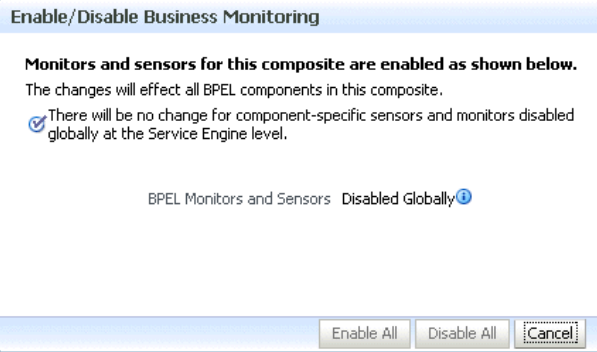 Enable/Disable Business Monitoring
Monitors and sensors for this composite are enabled as shown below.
The changes will effect all BPEL components in this composite.
There will be no change for component-specific sensors and monitors disabled
globally at the Service Engine level.
BPEL Monitors and Sensors Disabled Globally
Enable All Disable All Cancel